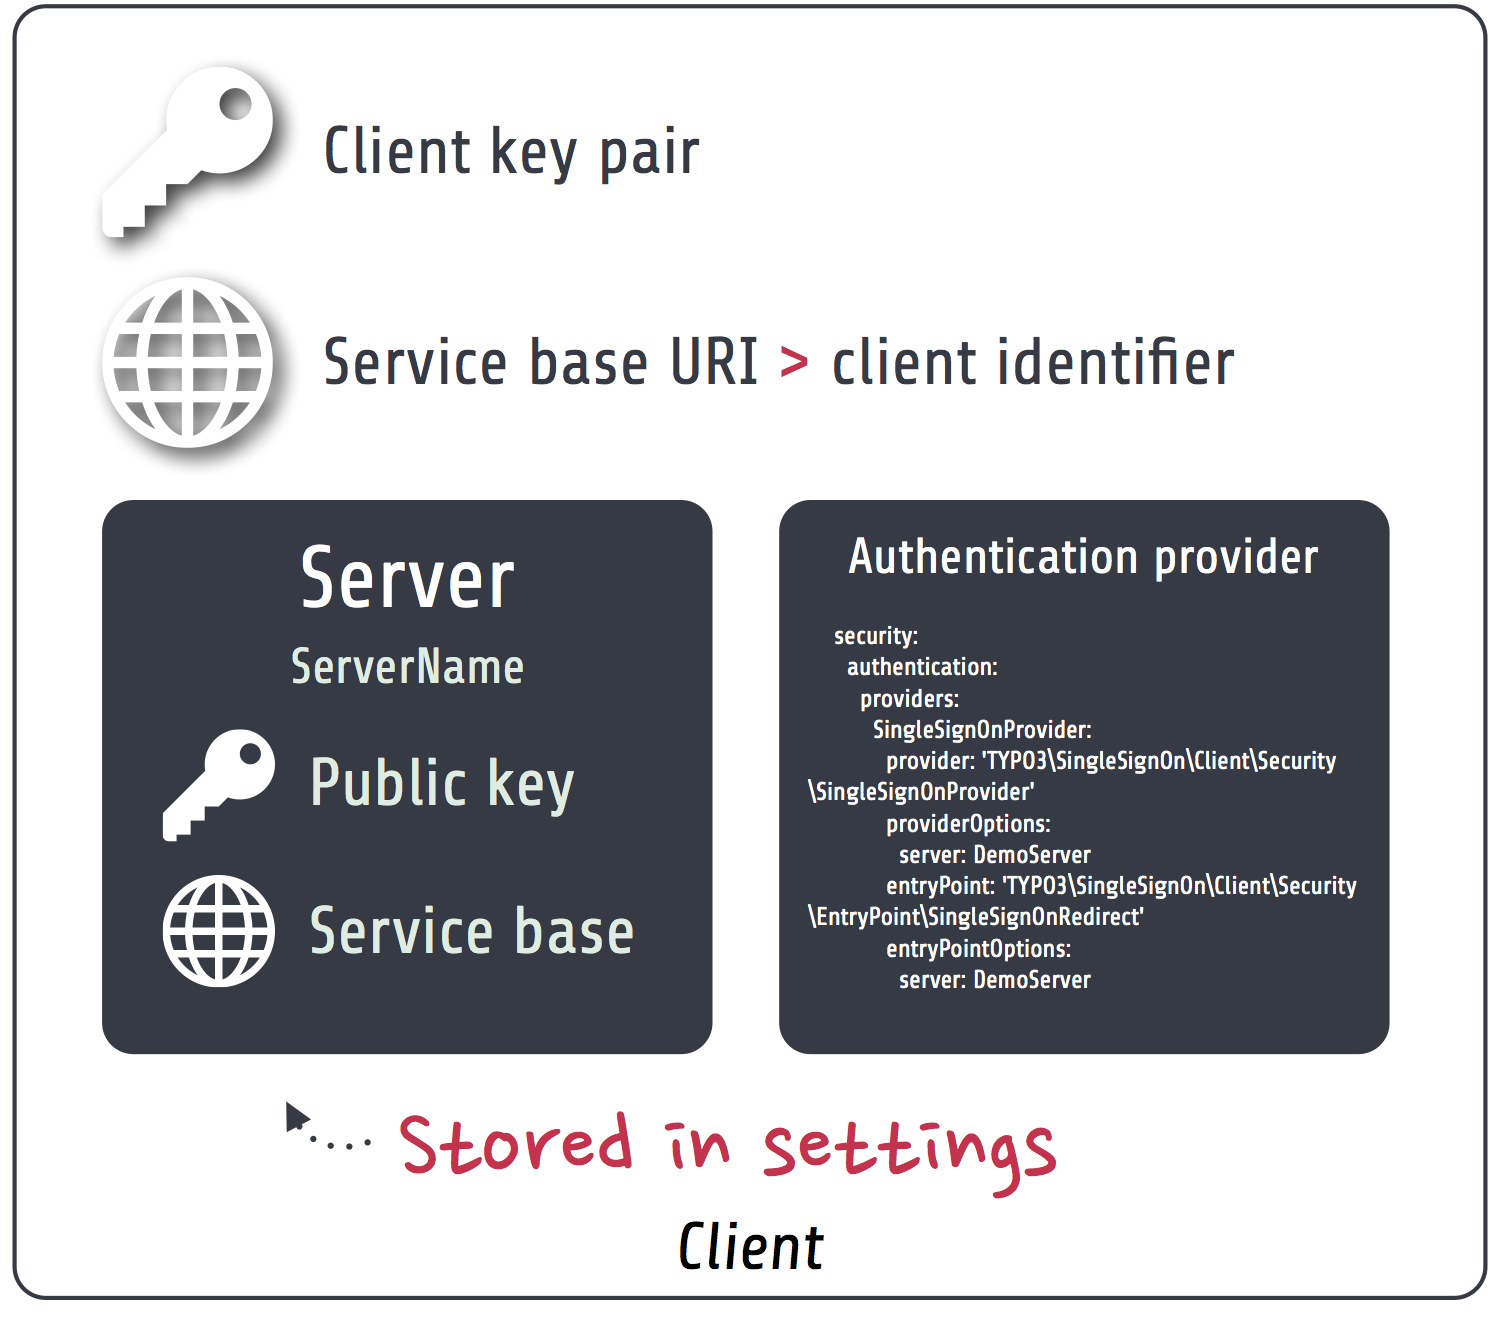 Client key pair
Service base URI > client identifier
Server
ServerName
Public key
Service base
Authentication provider
security:
authentication:
providers:
SingleSignOnProvider:
provider: 'TYPO3\SingleSignOn\Client\Security
\SingleSignOnProvider'
providerOptions:
server: DemoServer
entryPoint: 'TYPO3\SingleSignOn\Client\Security
\EntryPoint\SingleSignOnRedirect'
entryPointOptions:
server: DemoServer
Stored in settings
Client